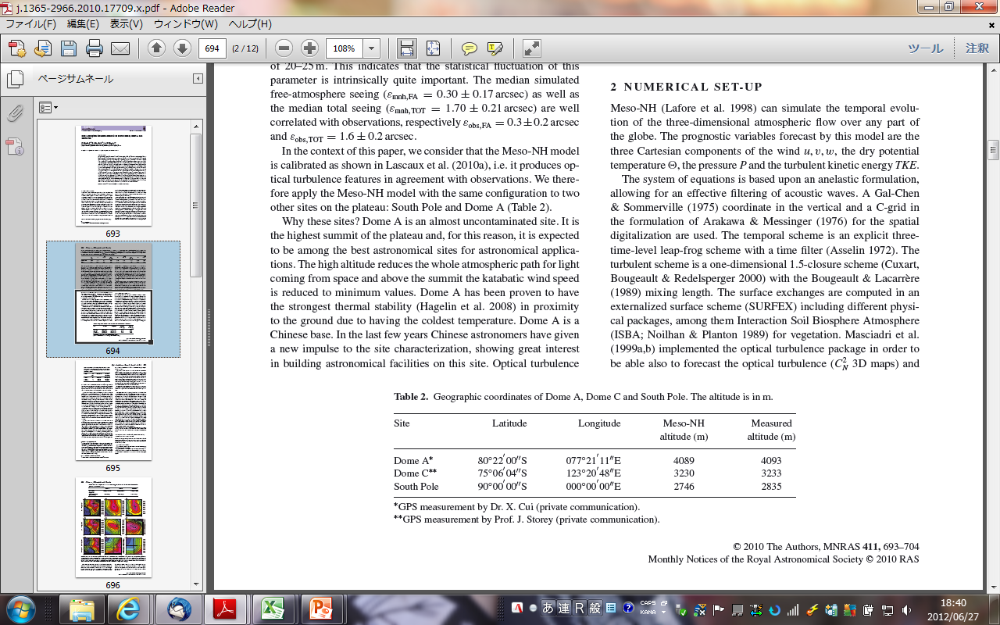 j.1365-2966.2010.17709.x.pdf - Adobe Reader
ファイル(F) 編集(E) 表示(V) ウィンドウ(W) ヘルプ(H)
694 (2 / 12) 108% ツール 注釈
ページサムネール
693
694
695
696
of 20–25 m. This indicates that the statistical fluctuation of this
parameter is intrinsically quite important. The median simulated
free-atmosphere seeing (εmnh,FA = 0.30 ± 0.17 arcsec) as well as
the median total seeing (εmnh,TOT = 1.70 ± 0.21 arcsec) are well
correlated with observations, respectively εobs,FA = 0.3±0.2 arcsec
and εobs,TOT = 1.6 ± 0.2 arcsec.
In the context of this paper, we consider that the Meso-NH model
is calibrated as shown in Lascaux et al. (2010a), i.e. it produces op-
tical turbulence features in agreement with observations. We there-
fore apply the Meso-NH model with the same configuration to two
other sites on the plateau: South Pole and Dome A (Table 2).
Why these sites? Dome A is an almost uncontaminated site. It is
the highest summit of the plateau and, for this reason, it is expected
to be among the best astronomical sites for astronomical applica-
tions. The high altitude reduces the whole atmospheric path for light
coming from space and above the summit the katabatic wind speed
is reduced to minimum values. Dome A has been proven to have
the strongest thermal stability (Hagelin et al. 2008) in proximity
to the ground due to having the coldest temperature. Dome A is a
Chinese base. In the last few years Chinese astronomers have given
a new impulse to the site characterization, showing great interest
in building astronomical facilities on this site. Optical turbulence
2 NUMERICAL SET-UP
Meso-NH (Lafore et al. 1998) can simulate the temporal evolu-
tion of the three-dimensional atmospheric flow over any part of
the globe. The prognostic variables forecast by this model are the
three Cartesian components of the wind u, v, w, the dry potential
temperature Θ, the pressure P and the turbulent kinetic energy TKE.
The system of equations is based upon an anelastic formulation,
allowing for an effective filtering of acoustic waves. A Gal-Chen
& Sommerville (1975) coordinate in the vertical and a C-grid in
the formulation of Arakawa & Messinger (1976) for the spatial
digitalization are used. The temporal scheme is an explicit three-
time-level leap-frog scheme with a time filter (Asselin 1972). The
turbulent scheme is a one-dimensional 1.5-closure scheme (Cuxart,
Bougeault & Redelsperger 2000) with the Bougeault & Lacarrère
(1989) mixing length. The surface exchanges are computed in an
externalized surface scheme (SURFEX) including different physi-
cal packages, among them Interaction Soil Biosphere Atmosphere
(ISBA; Noilhan & Planton 1989) for vegetation. Masciadri et al.
(1999a,b) implemented the optical turbulence package in order to
be able also to forecast the optical turbulence (C²N 3D maps) and
Table 2. Geographic coordinates of Dome A, Dome C and South Pole. The altitude is in m.
Site Latitude Longitude Meso-NH Measured
altitude (m) altitude (m)
Dome A* 80°22′00″S 077°21′11″E 4089 4093
Dome C** 75°06′04″S 123°20′48″E 3230 3233
South Pole 90°00′00″S 000°00′00″E 2746 2835
*GPS measurement by Dr. X. Cui (private communication).
**GPS measurement by Prof. J. Storey (private communication).
© 2010 The Authors, MNRAS 411, 693–704
Monthly Notices of the Royal Astronomical Society © 2010 RAS
A あ 連 R 般 CAPS KANA
18:40
2012/06/27